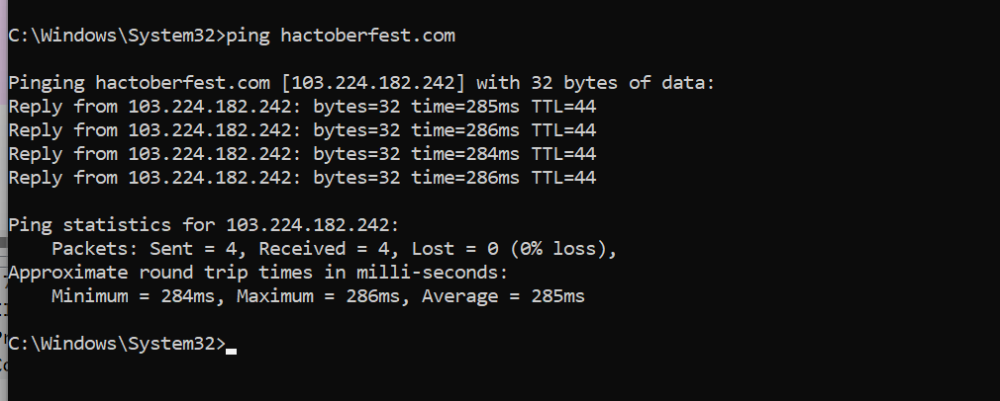 C:\Windows\System32>ping hactoberfest.com
Pinging hactoberfest.com [103.224.182.242] with 32 bytes of data:
Reply from 103.224.182.242: bytes=32 time=285ms TTL=44
Reply from 103.224.182.242: bytes=32 time=286ms TTL=44
Reply from 103.224.182.242: bytes=32 time=284ms TTL=44
Reply from 103.224.182.242: bytes=32 time=286ms TTL=44
Ping statistics for 103.224.182.242:
    Packets: Sent = 4, Received = 4, Lost = 0 (0% loss),
Approximate round trip times in milli-seconds:
    Minimum = 284ms, Maximum = 286ms, Average = 285ms
C:\Windows\System32>